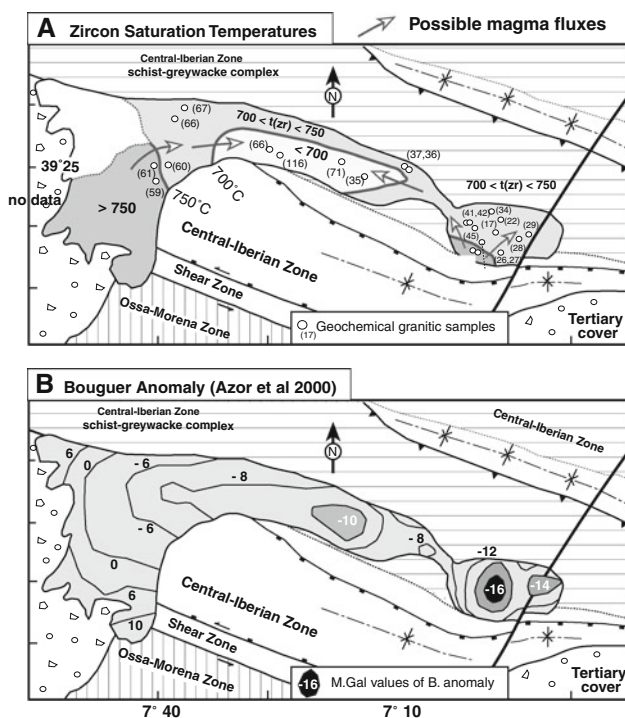 A Zircon Saturation Temperatures
Possible magma fluxes
Central-Iberian Zone
schist-greywacke complex
N
(67)
(66)
700 < t(zr) < 750
(37,36)
< 700
(66)
(116)
(71)
(35)
39°25
(61)
(60)
(59)
no data
> 750
750°C
700°C
700 < t(zr) < 750
(41,42)
(34)
(22)
(17)
(29)
(45)
(28)
26,27)
Central-Iberian Zone
Shear Zone
Ossa-Morena Zone
Geochemical granitic samples
(17)
Tertiary
cover
B Bouguer Anomaly (Azor et al 2000)
Central-Iberian Zone
schist-greywacke complex
Central-Iberian Zone
N
6
0
- 6
- 8
- 6
-10
- 8
0
-12
6
-16
-14
10
Central-Iberian Zone
Shear Zone
Ossa-Morena Zone
-16 M.Gal values of B. anomaly
Tertiary
cover
7° 40
7° 10